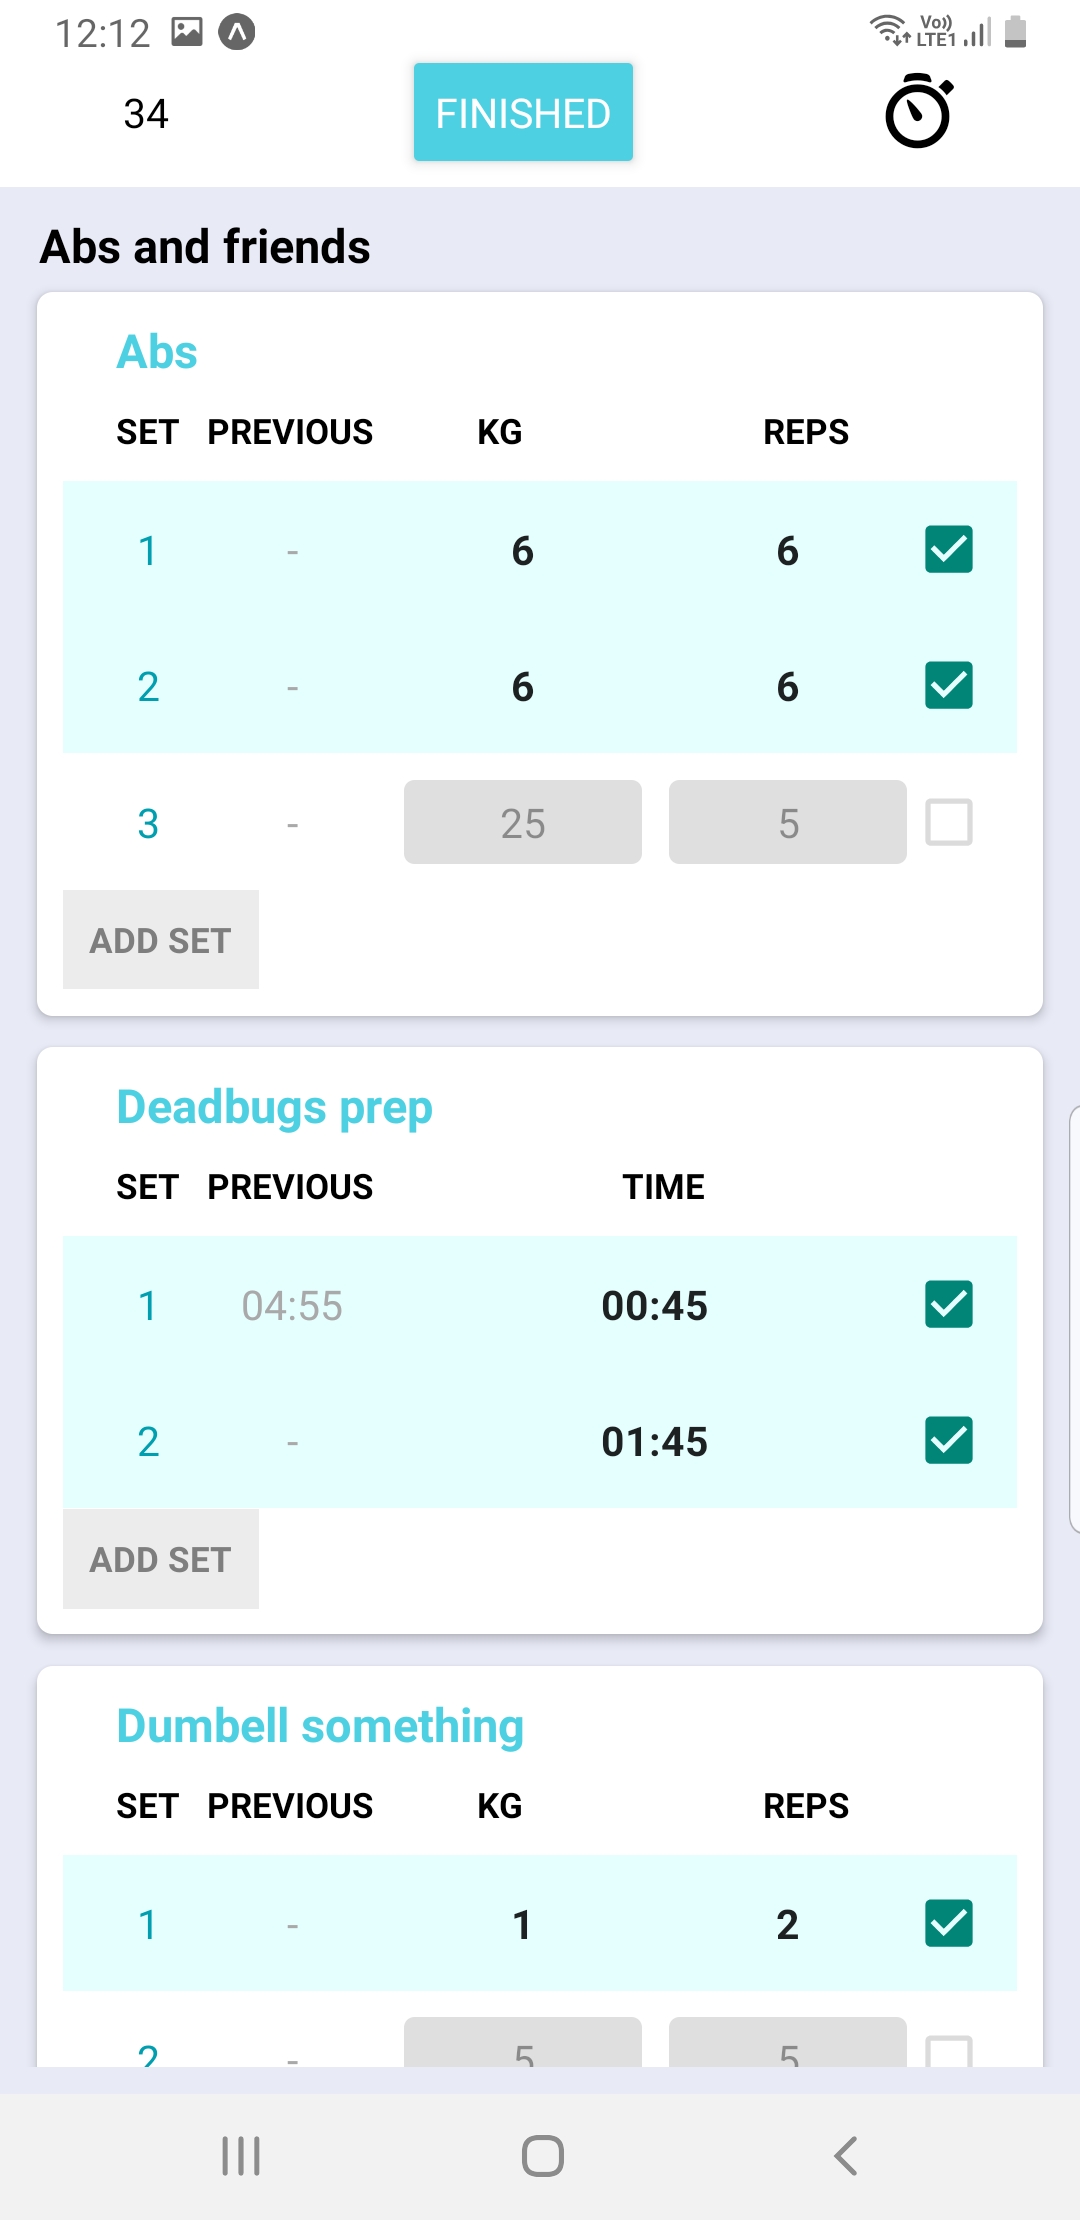 12:12 Vo)) LTE1
34 FINISHED
Abs and friends
Abs
SET PREVIOUS KG REPS
1 - 6 6
2 - 6 6
3 - 25 5
ADD SET
Deadbugs prep
SET PREVIOUS TIME
1 04:55 00:45
2 - 01:45
ADD SET
Dumbell something
SET PREVIOUS KG REPS
1 - 1 2
2 - 5 5